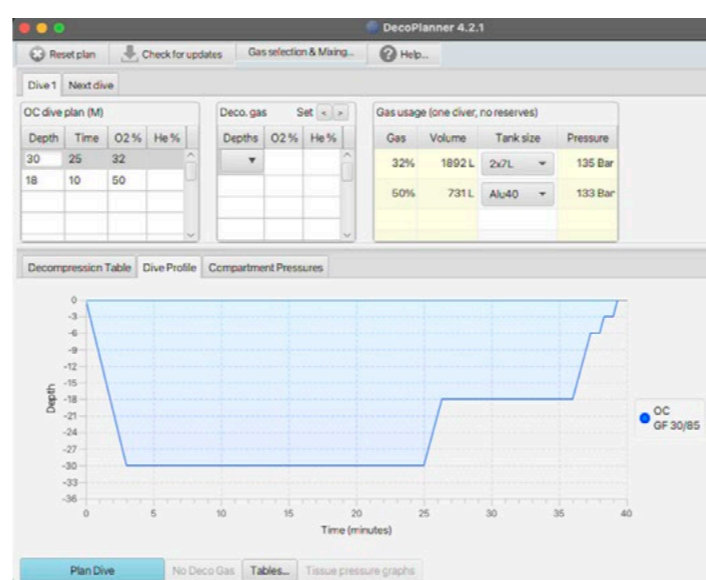 DecoPlanner 4.2.1
Reset plan Check for updates Gas selection & Mixing... Help...
Dive 1 Next dive
OC dive plan (M) Deco. gas Set < > Gas usage (one diver, no reserves)
Depth Time O2 % He % Depths O2 % He % Gas Volume Tank size Pressure
30 25 32 32% 1892 L 2x7L 135 Bar
18 10 50 50% 731 L Alu40 133 Bar
Decompression Table Dive Profile Compartment Pressures
0
-3
-6
-9
-12
-15
-18
-21
-24
-27
-30
-33
-36
Depth
OC
GF 30/85
0 5 10 15 20 25 30 35 40
Time (minutes)
Plan Dive No Deco Gas Tables... Tissue pressure graphs